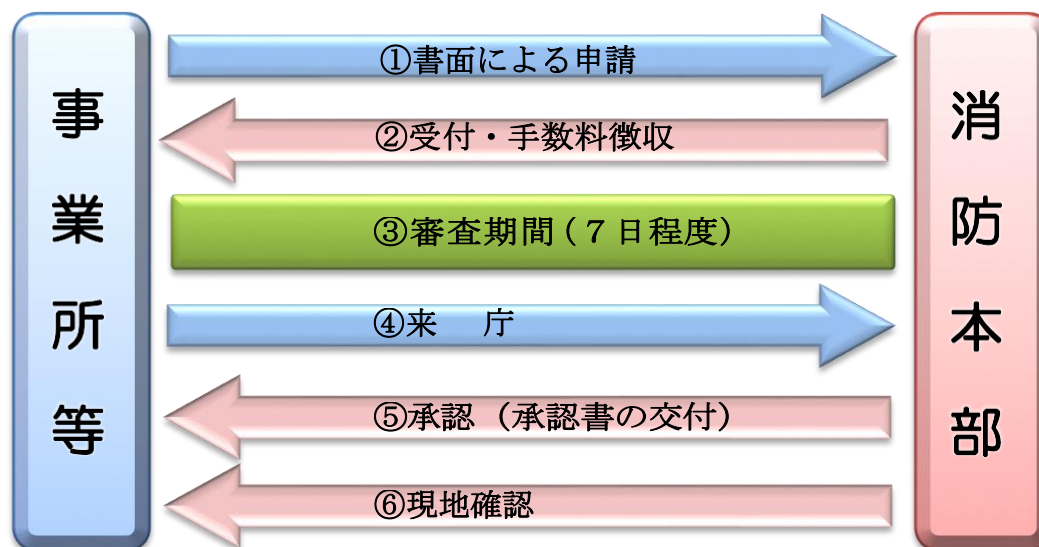 事業所等
①書面による申請
②受付・手数料徴収
③審査期間(7日程度)
④来　庁
⑤承認（承認書の交付）
⑥現地確認
消防本部